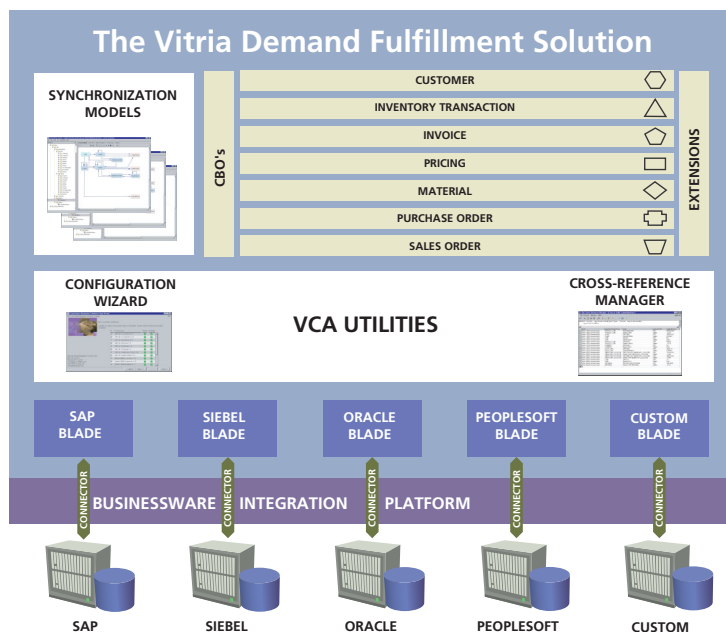 The Vitria Demand Fulfillment Solution
SYNCHRONIZATION
MODELS
CBO's
CUSTOMER
INVENTORY TRANSACTION
INVOICE
PRICING
MATERIAL
PURCHASE ORDER
SALES ORDER
EXTENSIONS
CONFIGURATION
WIZARD
VCA UTILITIES
CROSS-REFERENCE
MANAGER
SAP
BLADE
SIEBEL
BLADE
ORACLE
BLADE
PEOPLESOFT
BLADE
CUSTOM
BLADE
CONNECTOR
CONNECTOR
CONNECTOR
CONNECTOR
CONNECTOR
BUSINESSWARE INTEGRATION PLATFORM
SAP
SIEBEL
ORACLE
PEOPLESOFT
CUSTOM